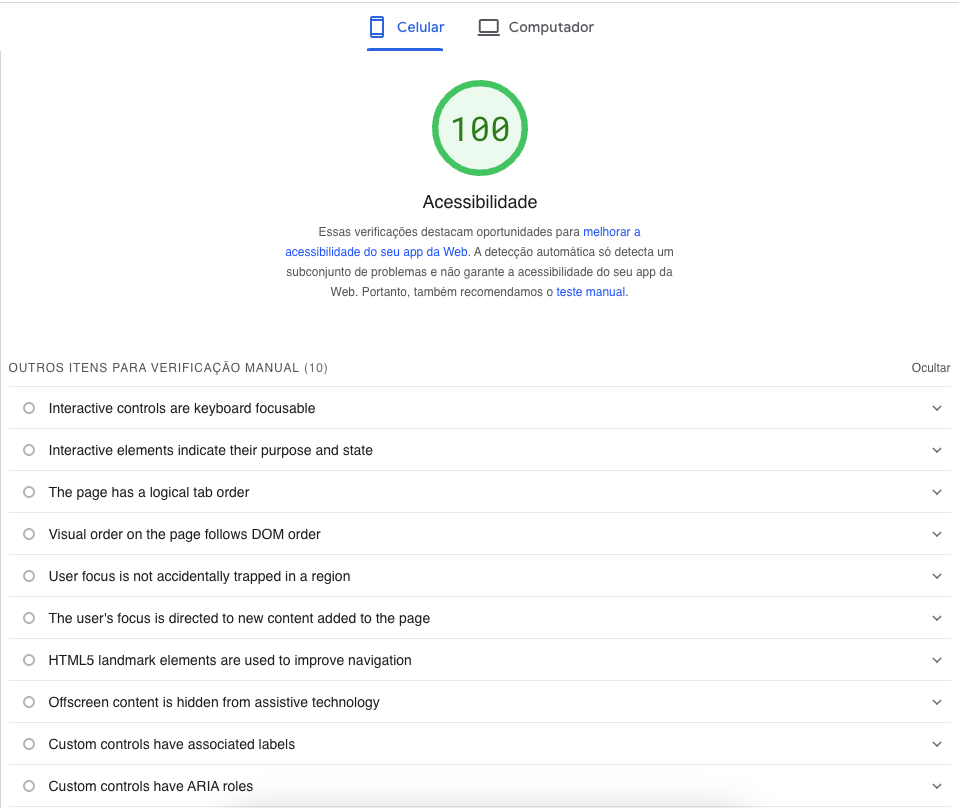 Celular
Computador
100
Acessibilidade
Essas verificações destacam oportunidades para melhorar a
acessibilidade do seu app da Web. A detecção automática só detecta um
subconjunto de problemas e não garante a acessibilidade do seu app da
Web. Portanto, também recomendamos o teste manual.
OUTROS ITENS PARA VERIFICAÇÃO MANUAL (10)
Ocultar
Interactive controls are keyboard focusable
Interactive elements indicate their purpose and state
The page has a logical tab order
Visual order on the page follows DOM order
User focus is not accidentally trapped in a region
The user's focus is directed to new content added to the page
HTML5 landmark elements are used to improve navigation
Offscreen content is hidden from assistive technology
Custom controls have associated labels
Custom controls have ARIA roles